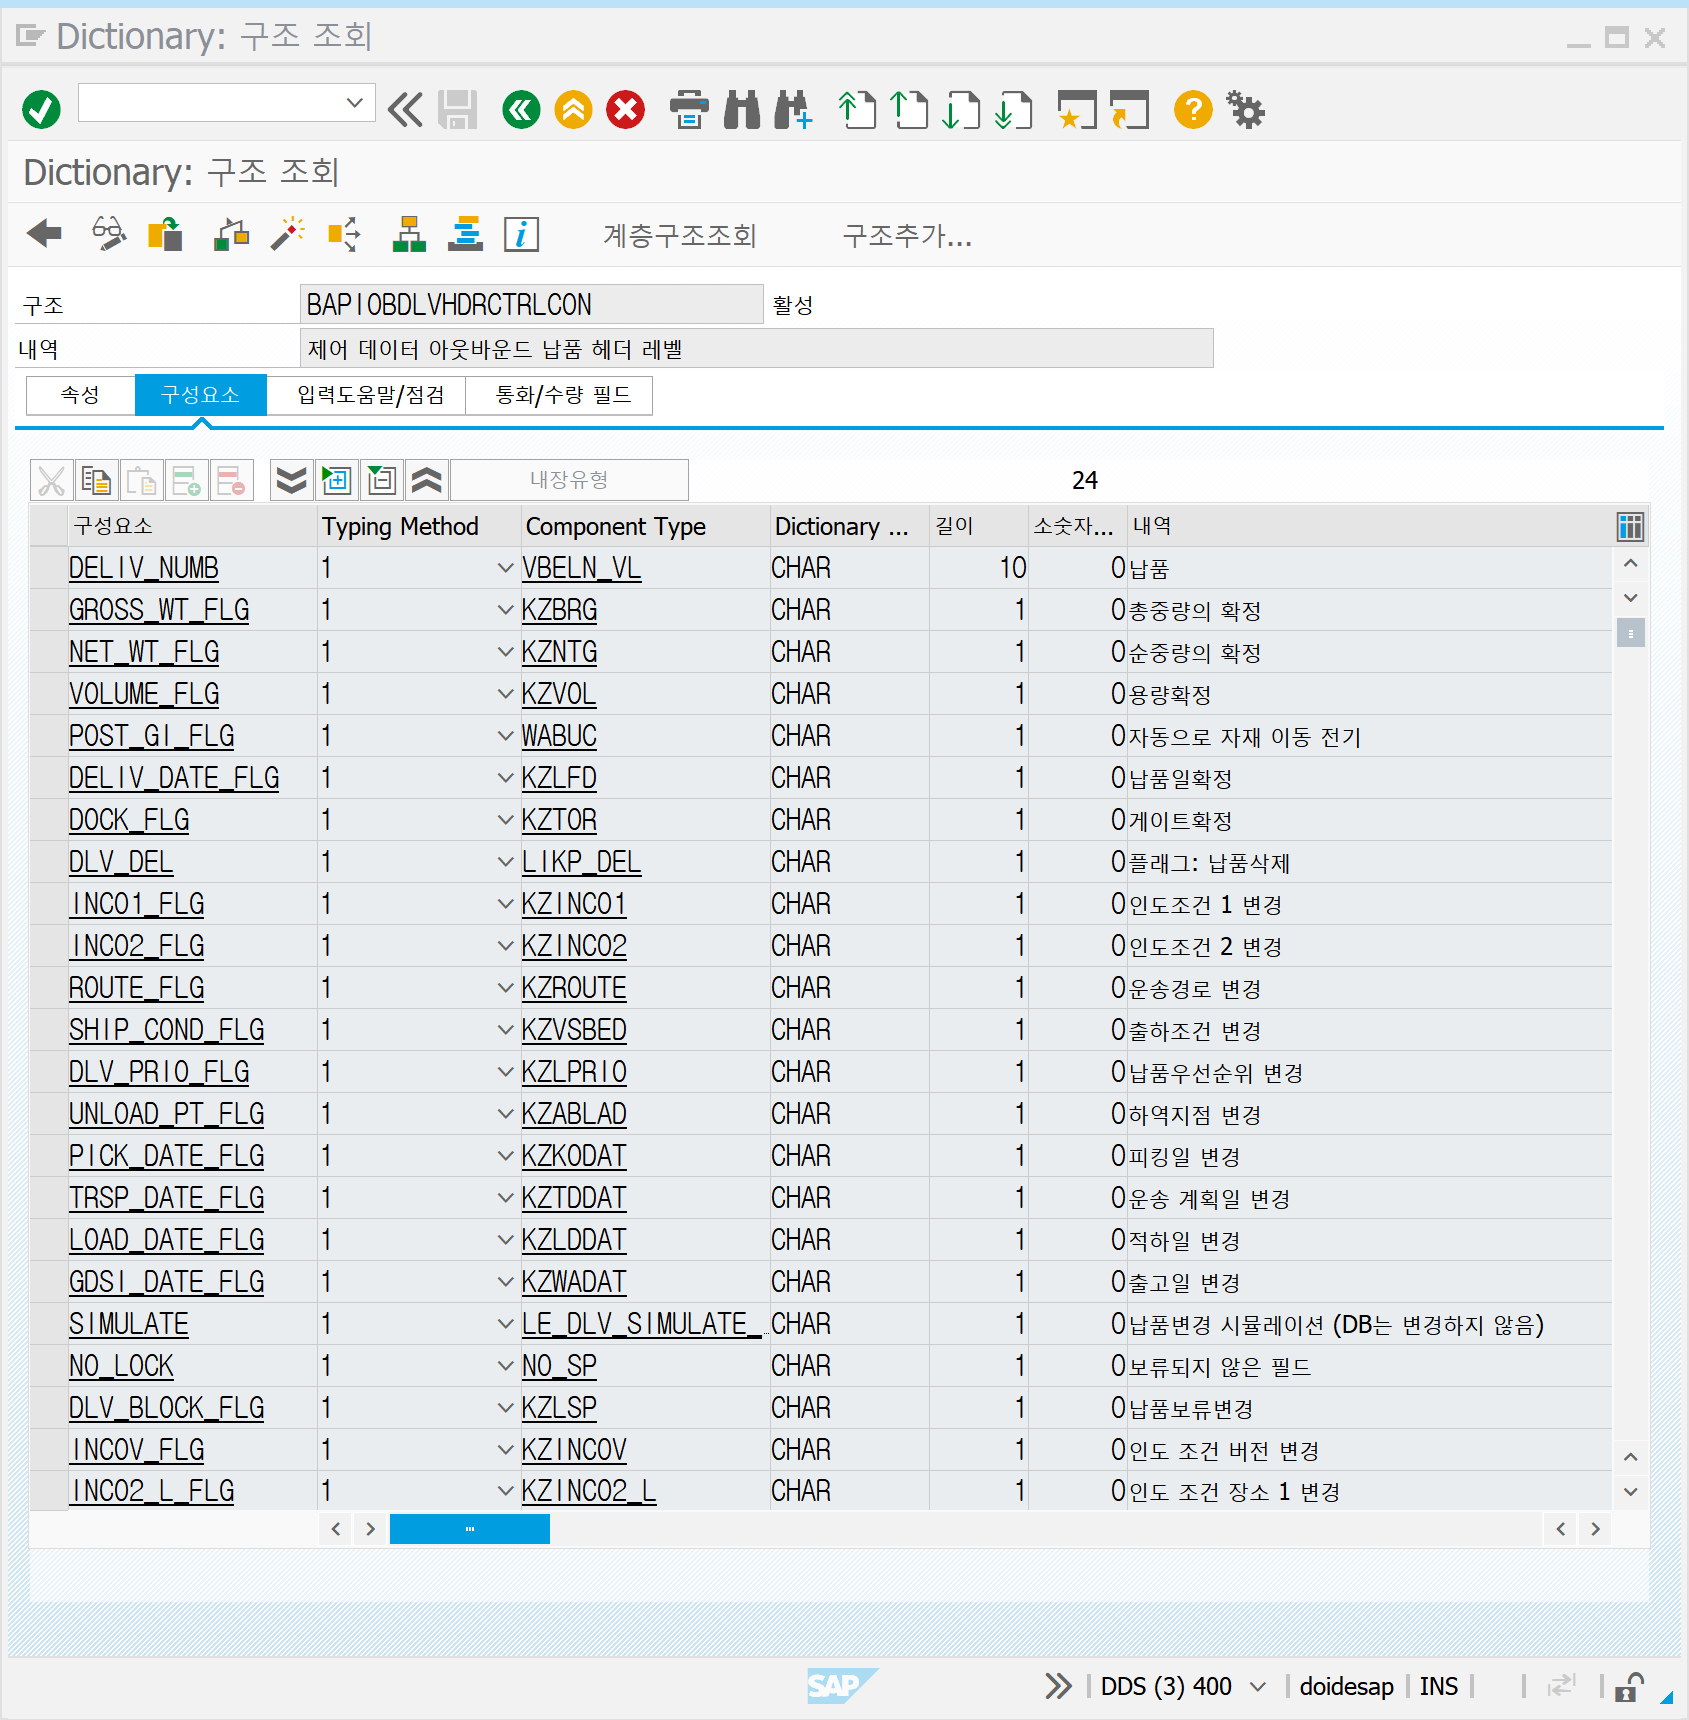 Dictionary: 구조 조회
Dictionary: 구조 조회
계층구조조회 구조추가...
구조 BAPIOBDLVHDRCTRLCON 활성
내역 제어 데이터 아웃바운드 납품 헤더 레벨
속성 구성요소 입력도움말/점검 통화/수량 필드
내장유형 24
구성요소 Typing Method Component Type Dictionary ... 길이 소숫자... 내역
DELIV_NUMB 1 VBELN_VL CHAR 10 0 납품
GROSS_WT_FLG 1 KZBRG CHAR 1 0 총중량의 확정
NET_WT_FLG 1 KZNTG CHAR 1 0 순중량의 확정
VOLUME_FLG 1 KZVOL CHAR 1 0 용량확정
POST_GI_FLG 1 WABUC CHAR 1 0 자동으로 자재 이동 전기
DELIV_DATE_FLG 1 KZLFD CHAR 1 0 납품일확정
DOCK_FLG 1 KZTOR CHAR 1 0 게이트확정
DLV_DEL 1 LIKP_DEL CHAR 1 0 플래그: 납품삭제
INCO1_FLG 1 KZINCO1 CHAR 1 0 인도조건 1 변경
INCO2_FLG 1 KZINCO2 CHAR 1 0 인도조건 2 변경
ROUTE_FLG 1 KZROUTE CHAR 1 0 운송경로 변경
SHIP_COND_FLG 1 KZVSBED CHAR 1 0 출하조건 변경
DLV_PRIO_FLG 1 KZLPRIO CHAR 1 0 납품우선순위 변경
UNLOAD_PT_FLG 1 KZABLAD CHAR 1 0 하역지점 변경
PICK_DATE_FLG 1 KZKODAT CHAR 1 0 피킹일 변경
TRSP_DATE_FLG 1 KZTDDAT CHAR 1 0 운송 계획일 변경
LOAD_DATE_FLG 1 KZLDDAT CHAR 1 0 적하일 변경
GDSI_DATE_FLG 1 KZWADAT CHAR 1 0 출고일 변경
SIMULATE 1 LE_DLV_SIMULATE_... CHAR 1 0 납품변경 시뮬레이션 (DB는 변경하지 않음)
NO_LOCK 1 NO_SP CHAR 1 0 보류되지 않은 필드
DLV_BLOCK_FLG 1 KZLSP CHAR 1 0 납품보류변경
INCOV_FLG 1 KZINCOV CHAR 1 0 인도 조건 버전 변경
INCO2_L_FLG 1 KZINCO2_L CHAR 1 0 인도 조건 장소 1 변경
SAP DDS (3) 400 doidesap INS